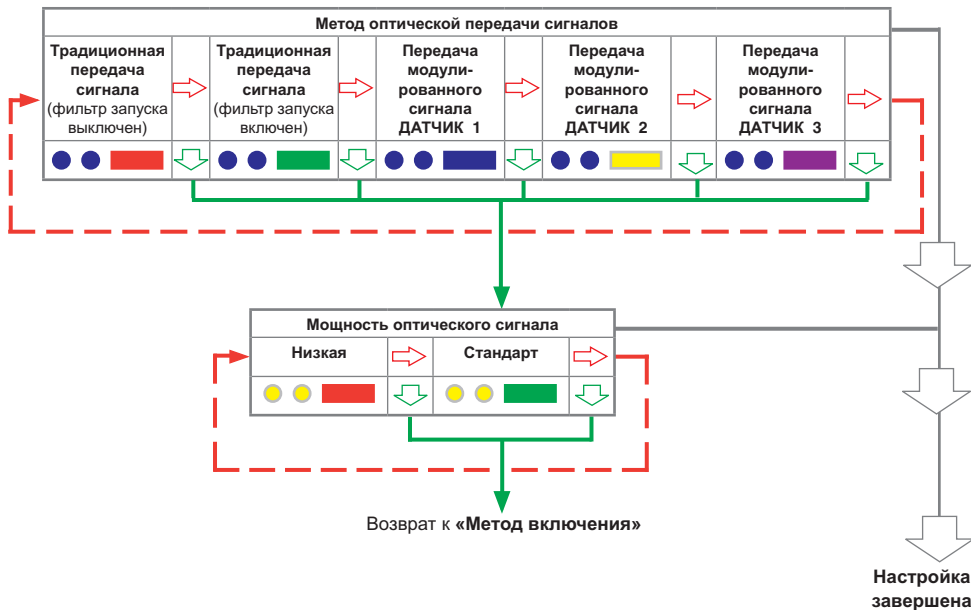 Метод оптической передачи сигналов
Традиционная
передача
сигнала
(фильтр запуска
выключен)
Традиционная
передача
сигнала
(фильтр запуска
включен)
Передача
модули-
рованного
сигнала
ДАТЧИК 1
Передача
модули-
рованного
сигнала
ДАТЧИК 2
Передача
модули-
рованного
сигнала
ДАТЧИК 3
Мощность оптического сигнала
Низкая
Стандарт
Возврат к «Метод включения»
Настройка
завершена